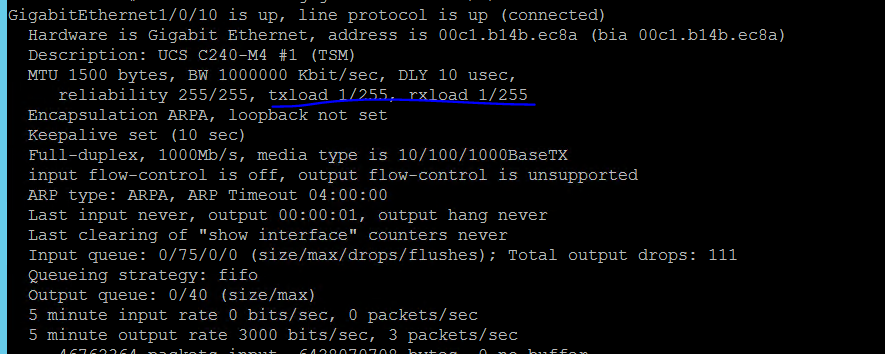 GigabitEthernet1/0/10 is up, line protocol is up (connected)
Hardware is Gigabit Ethernet, address is 00c1.b14b.ec8a (bia 00c1.b14b.ec8a)
Description: UCS C240-M4 #1 (TSM)
MTU 1500 bytes, BW 1000000 Kbit/sec, DLY 10 usec,
reliability 255/255, txload 1/255, rxload 1/255
Encapsulation ARPA, loopback not set
Keepalive set (10 sec)
Full-duplex, 1000Mb/s, media type is 10/100/1000BaseTX
input flow-control is off, output flow-control is unsupported
ARP type: ARPA, ARP Timeout 04:00:00
Last input never, output 00:00:01, output hang never
Last clearing of "show interface" counters never
Input queue: 0/75/0/0 (size/max/drops/flushes); Total output drops: 111
Queueing strategy: fifo
Output queue: 0/40 (size/max)
5 minute input rate 0 bits/sec, 0 packets/sec
5 minute output rate 3000 bits/sec, 3 packets/sec
packets input, bytes, 0 no buffer